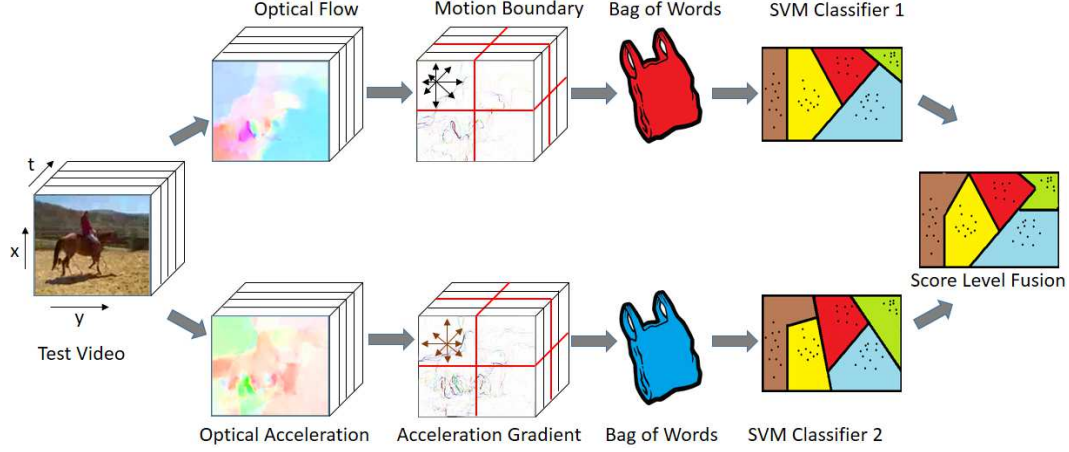 Optical Flow
Motion Boundary
Bag of Words
SVM Classifier 1
t
x
y
Test Video
Score Level Fusion
Optical Acceleration
Acceleration Gradient
Bag of Words
SVM Classifier 2